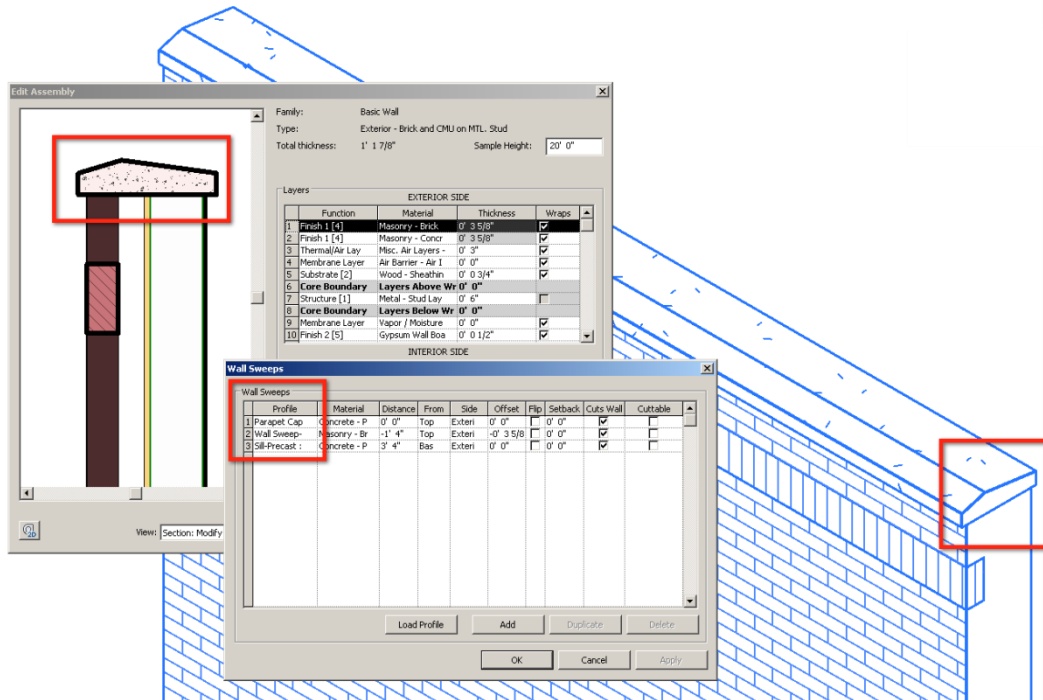 Edit Assembly
Family: Basic Wall
Type: Exterior - Brick and CMU on MTL. Stud
Total thickness: 1' 1 7/8" Sample Height: 20' 0"
Layers
EXTERIOR SIDE
Function Material Thickness Wraps
1 Finish 1 [4] Masonry - Brick 0' 3 5/8"
2 Finish 1 [4] Masonry - Concr 0' 3 5/8"
3 Thermal/Air Lay Misc. Air Layers - 0' 3"
4 Membrane Layer Air Barrier - Air I 0' 0"
5 Substrate [2] Wood - Sheathin 0' 0 3/4"
6 Core Boundary Layers Above Wr 0' 0"
7 Structure [1] Metal - Stud Lay 0' 6"
8 Core Boundary Layers Below Wr 0' 0"
9 Membrane Layer Vapor / Moisture 0' 0"
10 Finish 2 [5] Gypsum Wall Boa 0' 0 1/2"
INTERIOR SIDE
2D View: Section: Modify
Wall Sweeps
Wall Sweeps
Profile Material Distance From Side Offset Flip Setback Cuts Wall Cuttable
1 Parapet Cap Concrete - P 0' 0" Top Exteri 0' 0" 0' 0"
2 Wall Sweep- Masonry - Br -1' 4" Top Exteri -0' 3 5/8 0' 0"
3 Sill-Precast : Concrete - P 3' 4" Bas Exteri 0' 0" 0' 0"
Load Profile Add Duplicate Delete
OK Cancel Apply